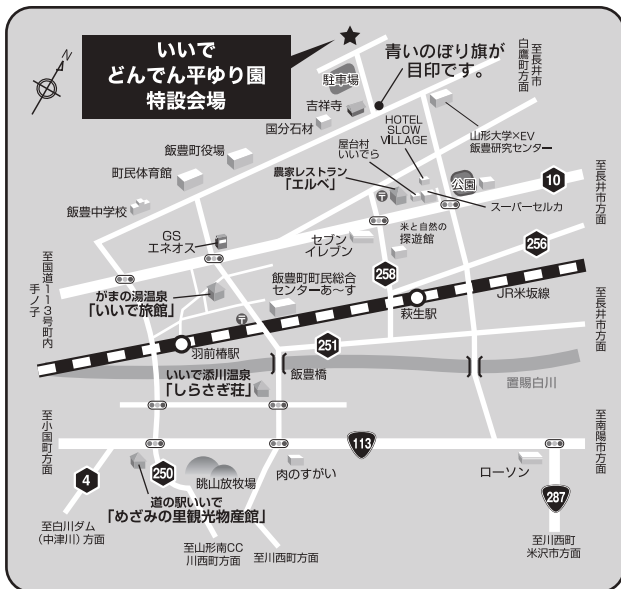 いいで
どんでん平ゆり園
特設会場
N
駐車場
青いのぼり旗が
目印です。
至長井市
白鷹町方面
吉祥寺
国分石材
HOTEL
SLOW
VILLAGE
山形大学×EV
飯豊研究センター
飯豊町役場
町民体育館
屋台村
いいでら
農家レストラン
「エルベ」
公園
スーパーセルカ
10
至長井市方面
飯豊中学校
GS
エネオス
セブン
イレブン
米と自然の
探遊館
256
258
至国道113号町内
手ノ子
がまの湯温泉
「いいで旅館」
飯豊町町民総合
センターあ～す
JR米坂線
萩生駅
至長井市方面
羽前椿駅
251
いいで添川温泉
「しらさぎ荘」
飯豊橋
置賜白川
至小国町方面
113
至南陽市方面
4
250
眺山放牧場
肉のすがい
ローソン
287
道の駅いいで
「めざみの里観光物産館」
至白川ダム
(中津川)方面
至山形南CC
川西町方面
至川西町方面
至川西町
米沢市方面